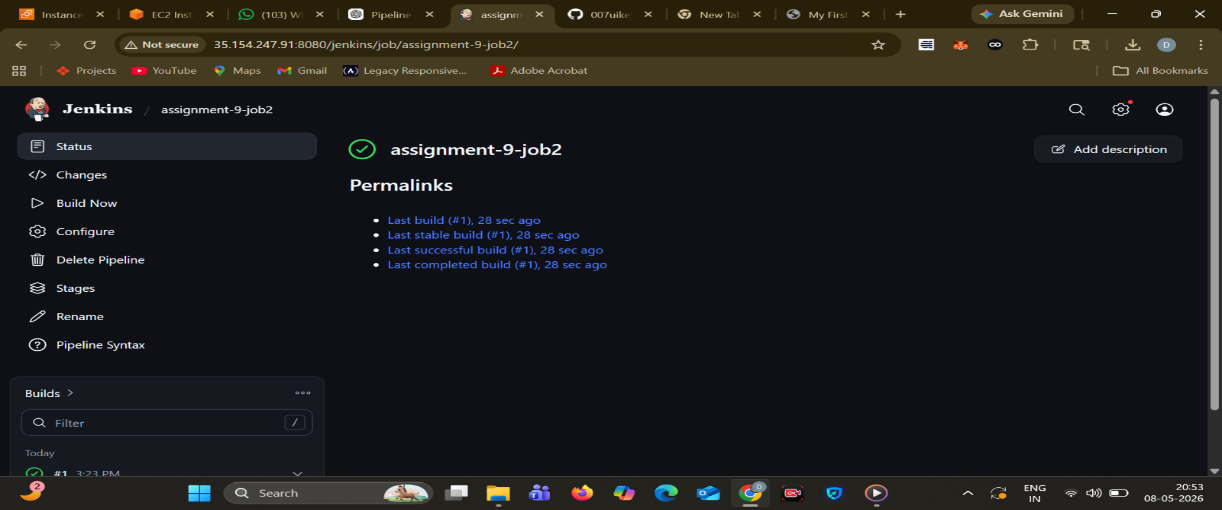 Instance
EC2 Inst
(103) W
Pipeline
assignm
007uike
New Tal
My First
Ask Gemini
Not secure
35.154.247.91:8080/jenkins/job/assignment-9-job2/
D
Projects
YouTube
Maps
Gmail
(A) Legacy Responsive...
Adobe Acrobat
All Bookmarks
Jenkins / assignment-9-job2
Status
Changes
Build Now
Configure
Delete Pipeline
Stages
Rename
Pipeline Syntax
assignment-9-job2
Add description
Permalinks
Last build (#1), 28 sec ago
Last stable build (#1), 28 sec ago
Last successful build (#1), 28 sec ago
Last completed build (#1), 28 sec ago
Builds
Filter /
Today
#1 3:23 PM
2
Search
ENG
IN
20:53
08-05-2026